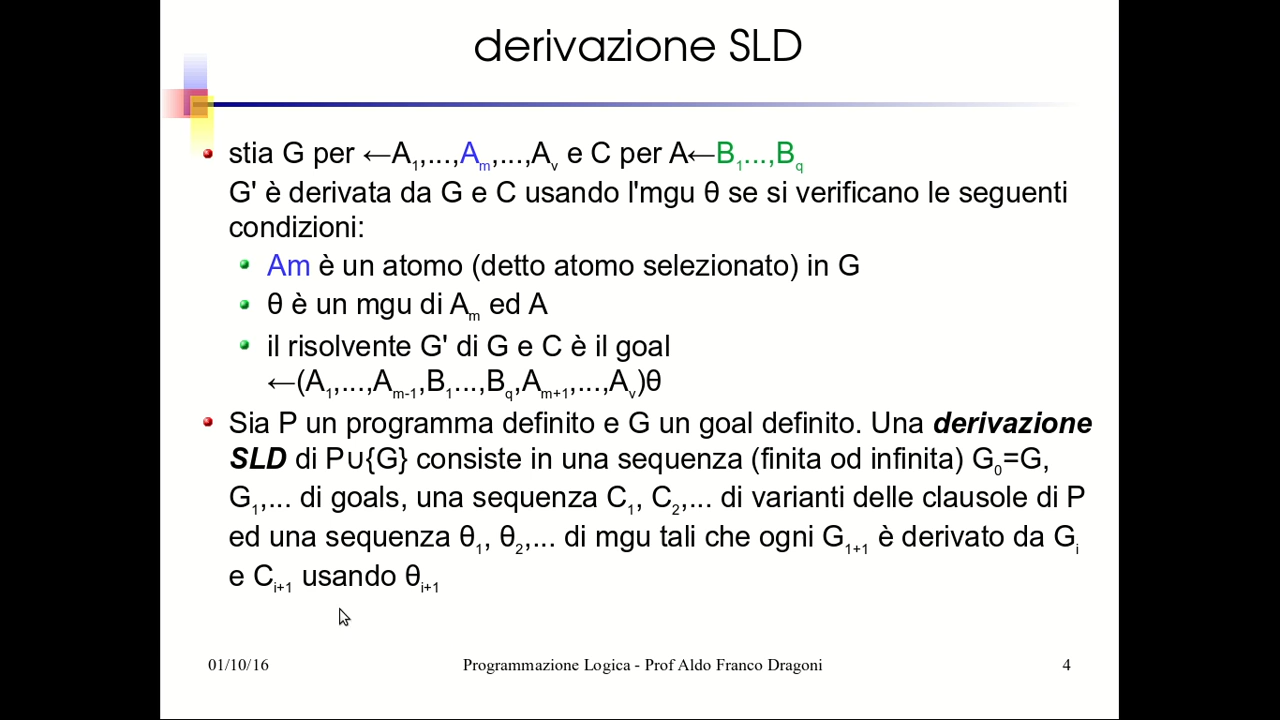 derivazione SLD
stia G per ←A₁,...,Aₘ,...,Aᵥ e C per A←B₁...,B_q
G' è derivata da G e C usando l'mgu θ se si verificano le seguenti
condizioni:
Am è un atomo (detto atomo selezionato) in G
θ è un mgu di Aₘ ed A
il risolvente G' di G e C è il goal
←(A₁,...,Aₘ₋₁,B₁...,B_q,Aₘ₊₁,...,Aᵥ)θ
Sia P un programma definito e G un goal definito. Una derivazione
SLD di P∪{G} consiste in una sequenza (finita od infinita) G₀=G,
G₁,... di goals, una sequenza C₁, C₂,... di varianti delle clausole di P
ed una sequenza θ₁, θ₂,... di mgu tali che ogni G₁₊₁ è derivato da Gᵢ
e Cᵢ₊₁ usando θᵢ₊₁
01/10/16 Programmazione Logica - Prof Aldo Franco Dragoni 4